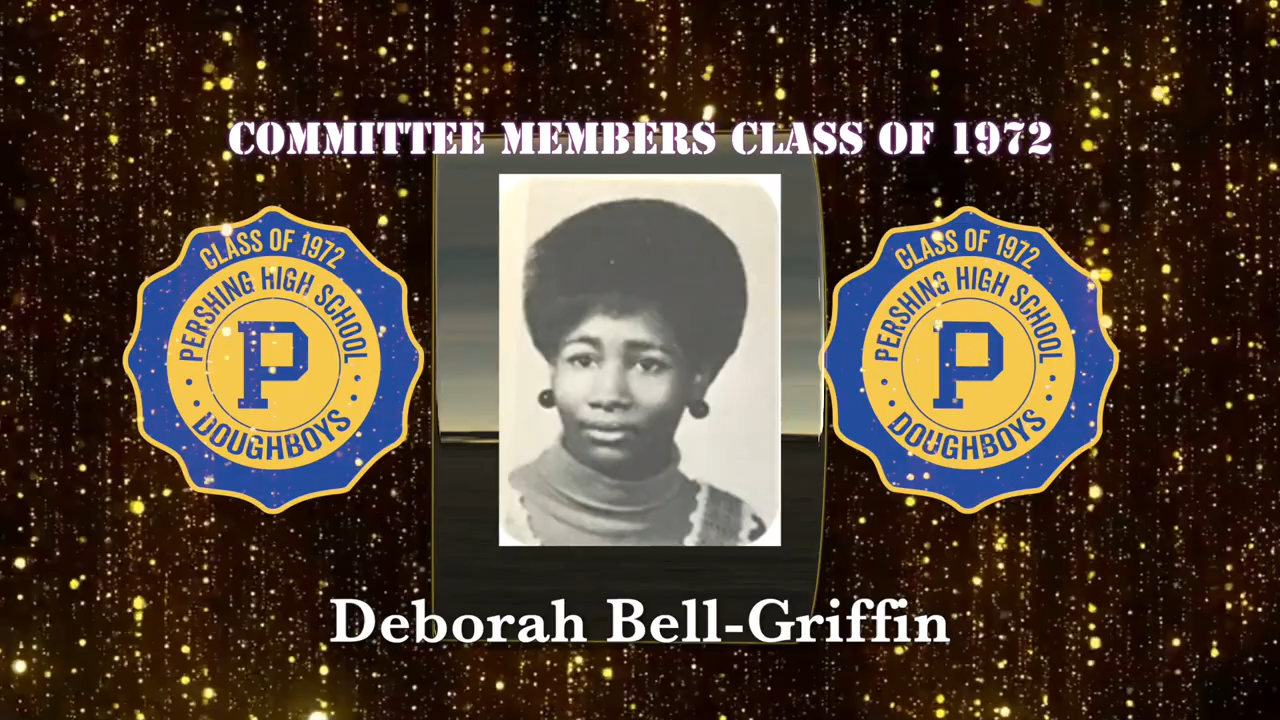 COMMITTEE MEMBERS CLASS OF 1972
CLASS OF 1972
PERSHING HIGH SCHOOL
P
DOUGHBOYS
CLASS OF 1972
PERSHING HIGH SCHOOL
P
DOUGHBOYS
Deborah Bell-Griffin